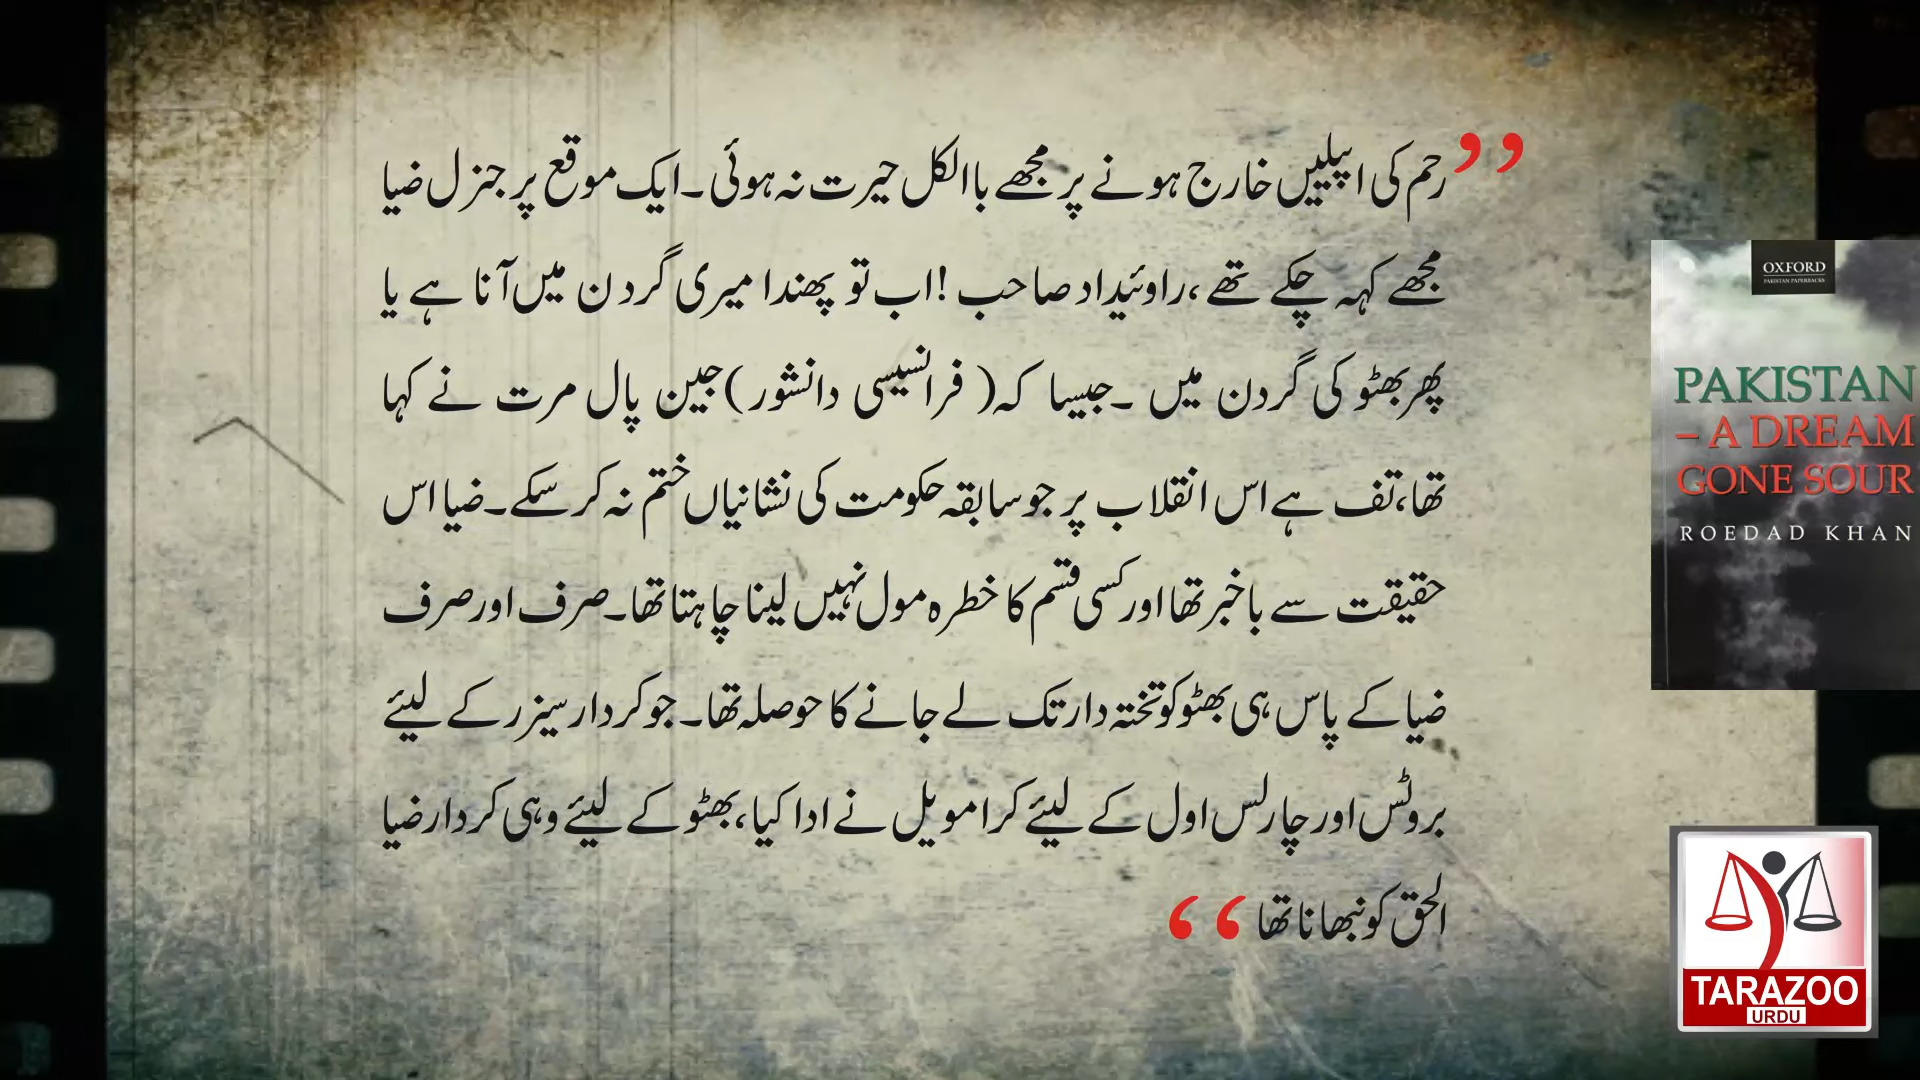 ”رحم کی اپیلیں خارج ہونے پر مجھے باالکل حیرت نہ ہوئی۔ ایک موقع پر جنرل ضیا
مجھے کہہ چکے تھے، راوئیداد صاحب! اب تو پھندا میری گردن میں آنا ہے یا
پھر بھٹو کی گردن میں ۔ جیسا کہ( فرانسیسی دانشور) جین پال مرت نے کہا
تھا، تف ہے اس انقلاب پر جو سابقہ حکومت کی نشانیاں ختم نہ کر سکے۔ ضیا اس
حقیقت سے باخبر تھا اور کسی قسم کا خطرہ مول نہیں لینا چاہتا تھا۔ صرف اور صرف
ضیا کے پاس ہی بھٹو کو تختہ دار تک لے جانے کا حوصلہ تھا۔ جو کردار سیزر کے لیئے
بروٹس اور چارلس اول کے لیئے کرامویل نے ادا کیا، بھٹو کے لیئے وہی کردار ضیا
الحق کو نبھانا تھا“
OXFORD
PAKISTAN PAPERBACKS
PAKISTAN
– A DREAM
GONE SOUR
ROEDAD KHAN
TARAZOO
URDU